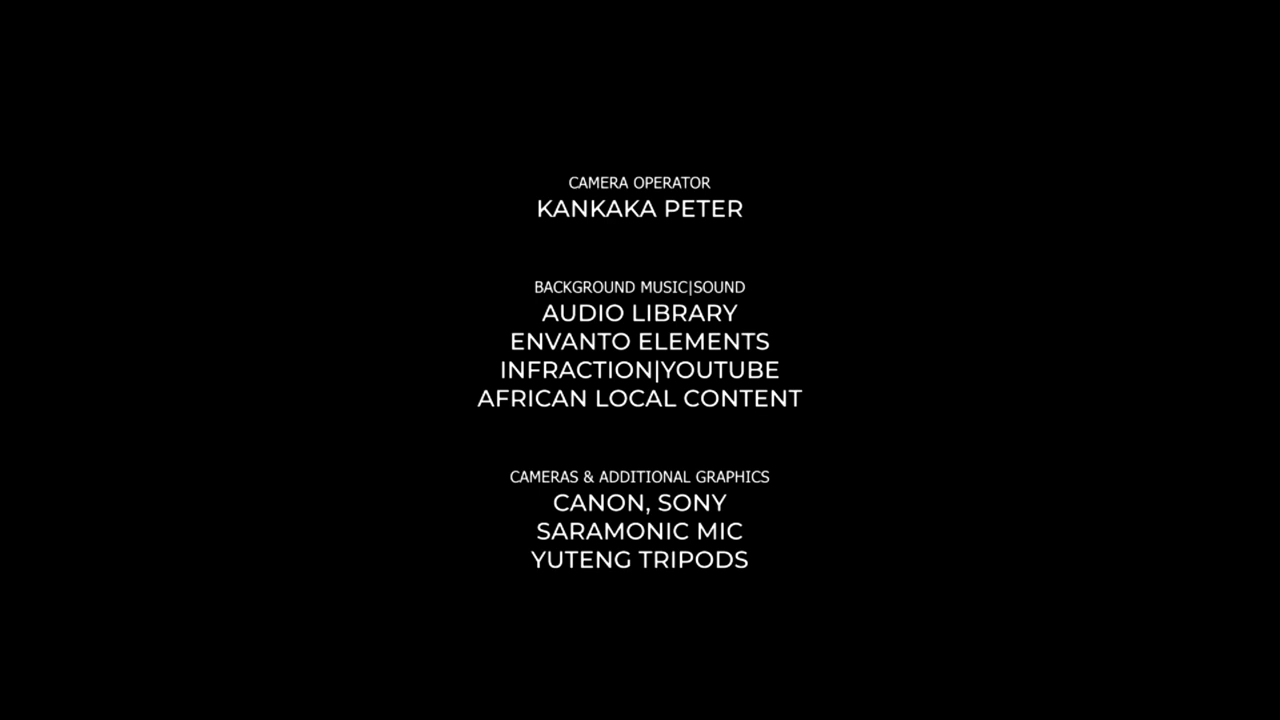 CAMERA OPERATOR
KANKAKA PETER
BACKGROUND MUSIC|SOUND
AUDIO LIBRARY
ENVANTO ELEMENTS
INFRACTION|YOUTUBE
AFRICAN LOCAL CONTENT
CAMERAS & ADDITIONAL GRAPHICS
CANON, SONY
SARAMONIC MIC
YUTENG TRIPODS